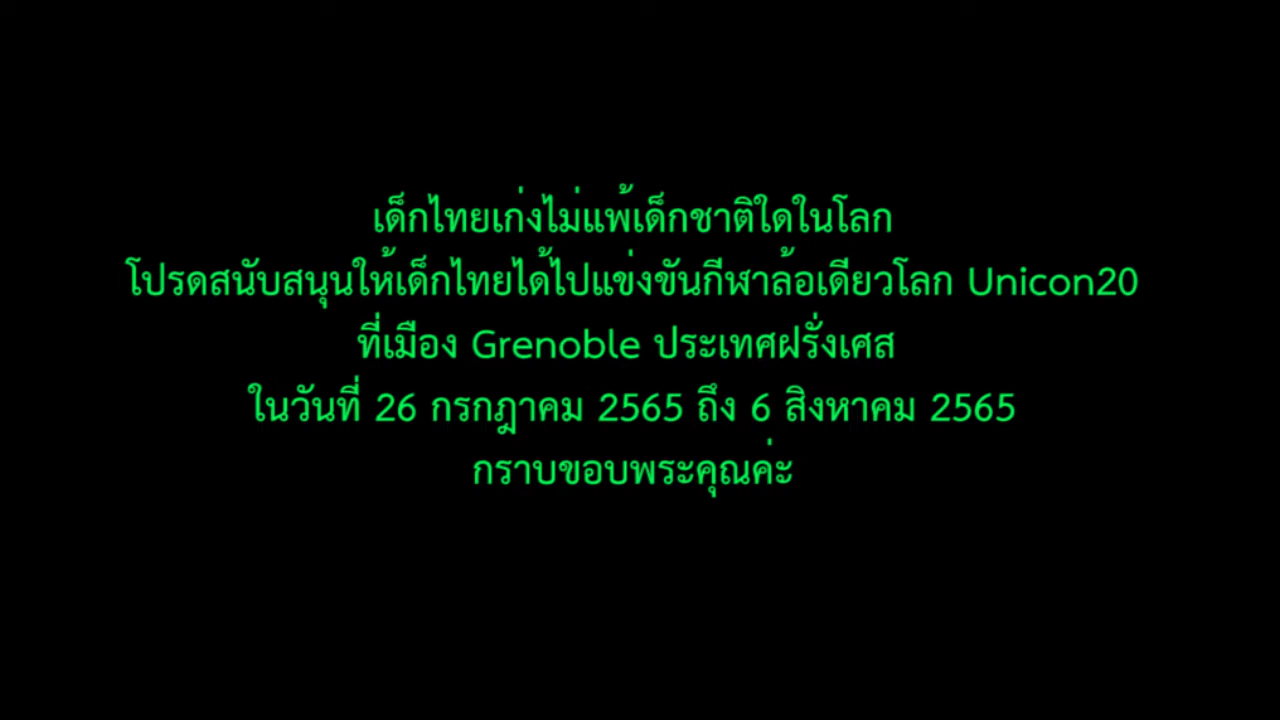 เด็กไทยเก่งไม่แพ้เด็กชาติใดในโลก
โปรดสนับสนุนให้เด็กไทยได้ไปแข่งขันกีฬาล้อเดียวโลก Unicon20
ที่เมือง Grenoble ประเทศฝรั่งเศส
ในวันที่ 26 กรกฎาคม 2565 ถึง 6 สิงหาคม 2565
กราบขอบพระคุณค่ะ